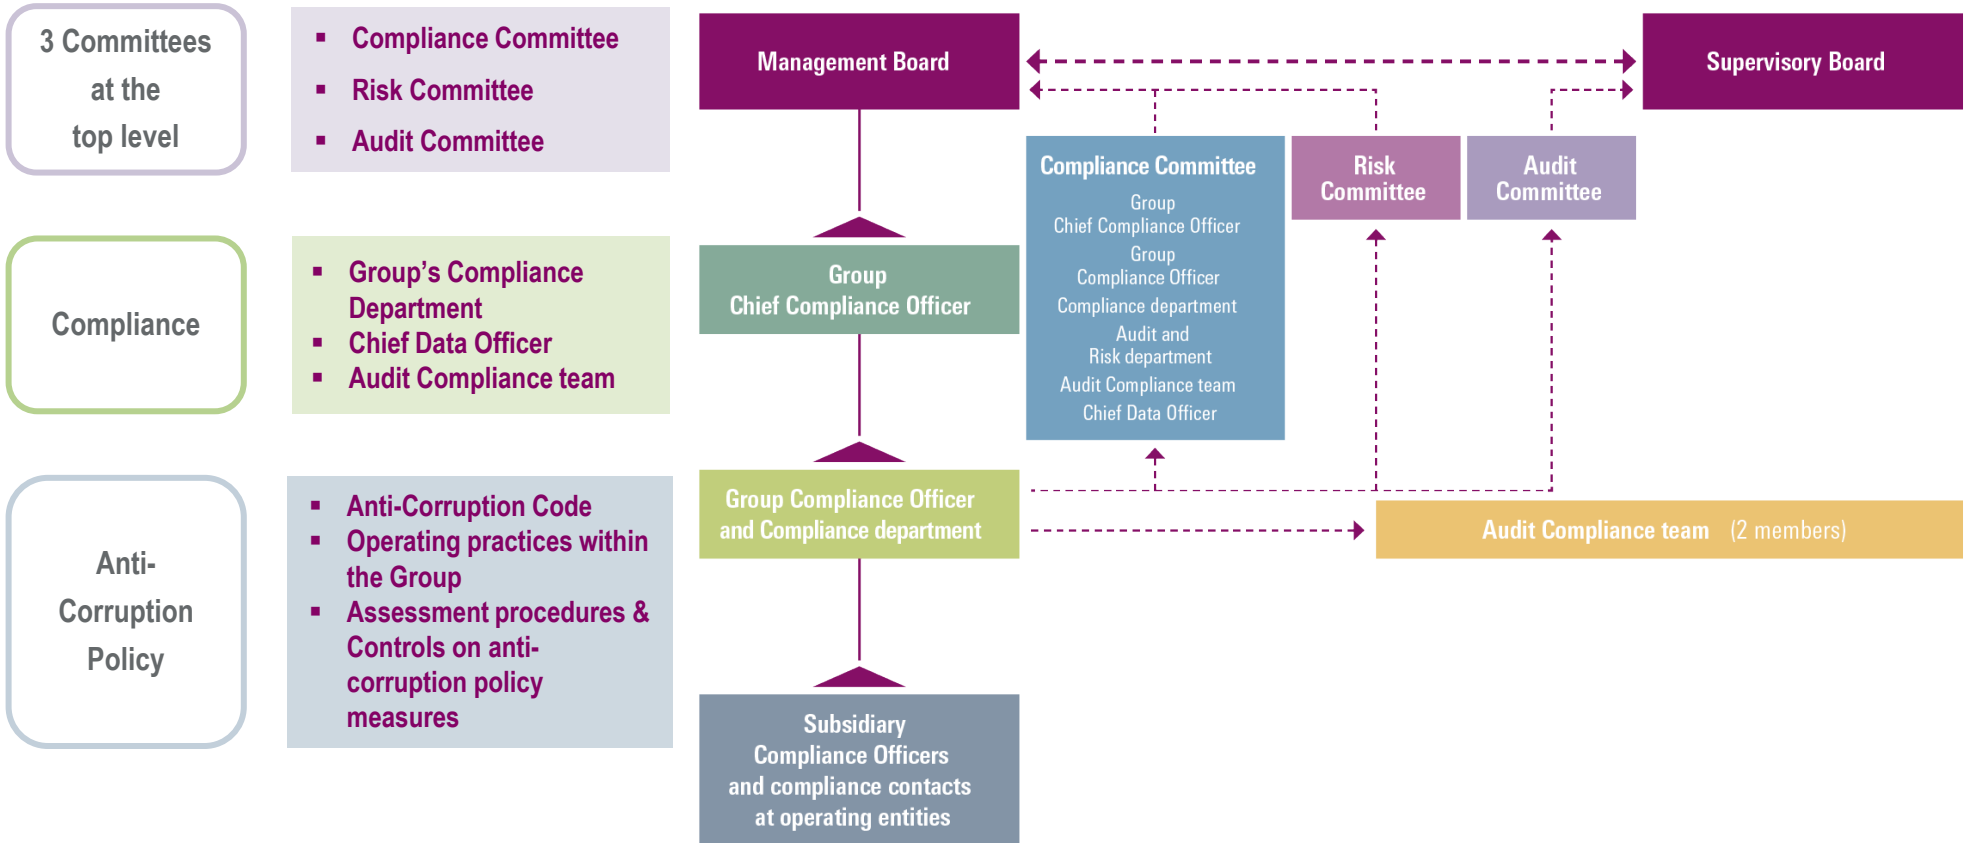 3 Committees
at the
top level
▪ Compliance Committee
▪ Risk Committee
▪ Audit Committee
Compliance
▪ Group's Compliance
Department
▪ Chief Data Officer
▪ Audit Compliance team
Anti-
Corruption
Policy
▪ Anti-Corruption Code
▪ Operating practices within
the Group
▪ Assessment procedures &
Controls on anti-
corruption policy
measures
Management Board
Supervisory Board
Compliance Committee
Group
Chief Compliance Officer
Group
Compliance Officer
Compliance department
Audit and
Risk department
Audit Compliance team
Chief Data Officer
Risk
Committee
Audit
Committee
Group
Chief Compliance Officer
Group Compliance Officer
and Compliance department
Audit Compliance team (2 members)
Subsidiary
Compliance Officers
and compliance contacts
at operating entities